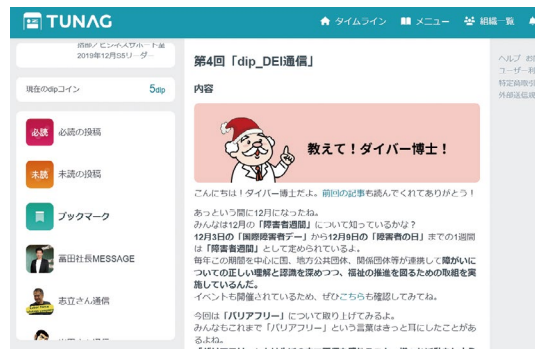 TUNAG
タイムライン
メニュー
組織一覧
2019年12月S5リーダー
現在のdipコイン
5dip
必読
必読の投稿
未読
未読の投稿
ブックマーク
冨田社長MESSAGE
志立さん通信
第4回「dip_DEI通信」
内容
教えて！ダイバー博士！
こんにちは！ダイバー博士だよ。前回の記事も読んでくれてありがとう！
あっという間に12月になったね。
みんなは12月の「障害者週間」について知っているかな？
12月3日の「国際障害者デー」から12月9日の「障害者の日」までの1週間
は「障害者週間」として定められているよ。
毎年この期間を中心に国、地方公共団体、関係団体等が連携して障がいに
ついての正しい理解と認識を深めつつ、福祉の推進を図るための取組を実
施しているんだ。
イベントも開催されているため、ぜひこちらも確認してみてね。
今回は「バリアフリー」について取り上げてみるよ。
みんなこれまで「バリアフリー」という言葉はきっと耳にしたことがあ
るよね。
ヘルプ
ユーザー利
特定商取引
外部送信規